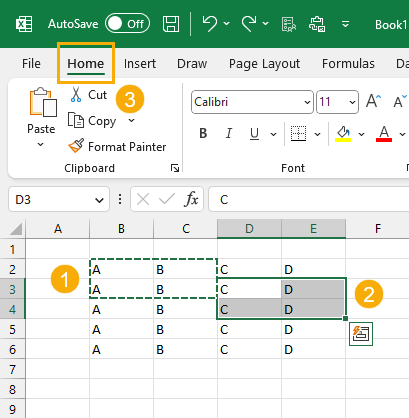 AutoSave Off Book1
File Home Insert Draw Page Layout Formulas Da
3
Paste
Cut
Copy
Format Painter
Clipboard
Calibri 11 A A
B I U A
Font
D3 fx C
A B C D E F
1
2 A B C D
1
3 A B C D 2
4 A B C D
5 A B C D
6 A B C D
7
8
9